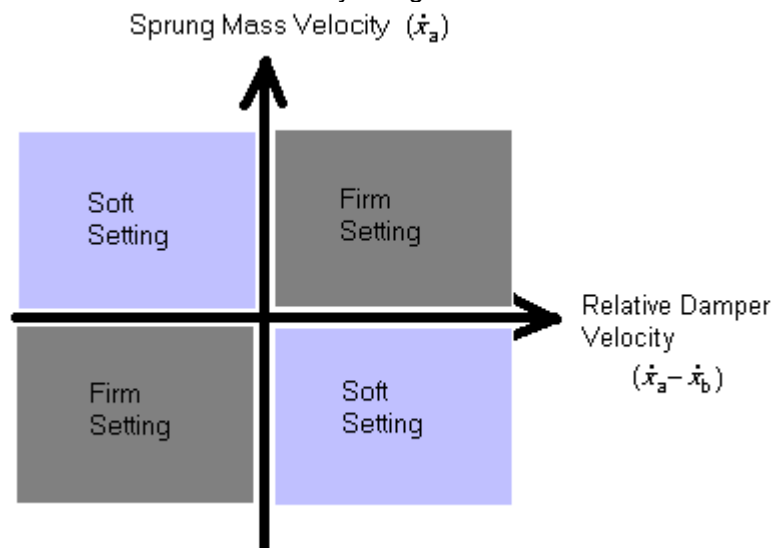 Sprung Mass Velocity (ẋa)
Soft
Setting
Firm
Setting
Relative Damper
Velocity
(ẋa – ẋb)
Firm
Setting
Soft
Setting